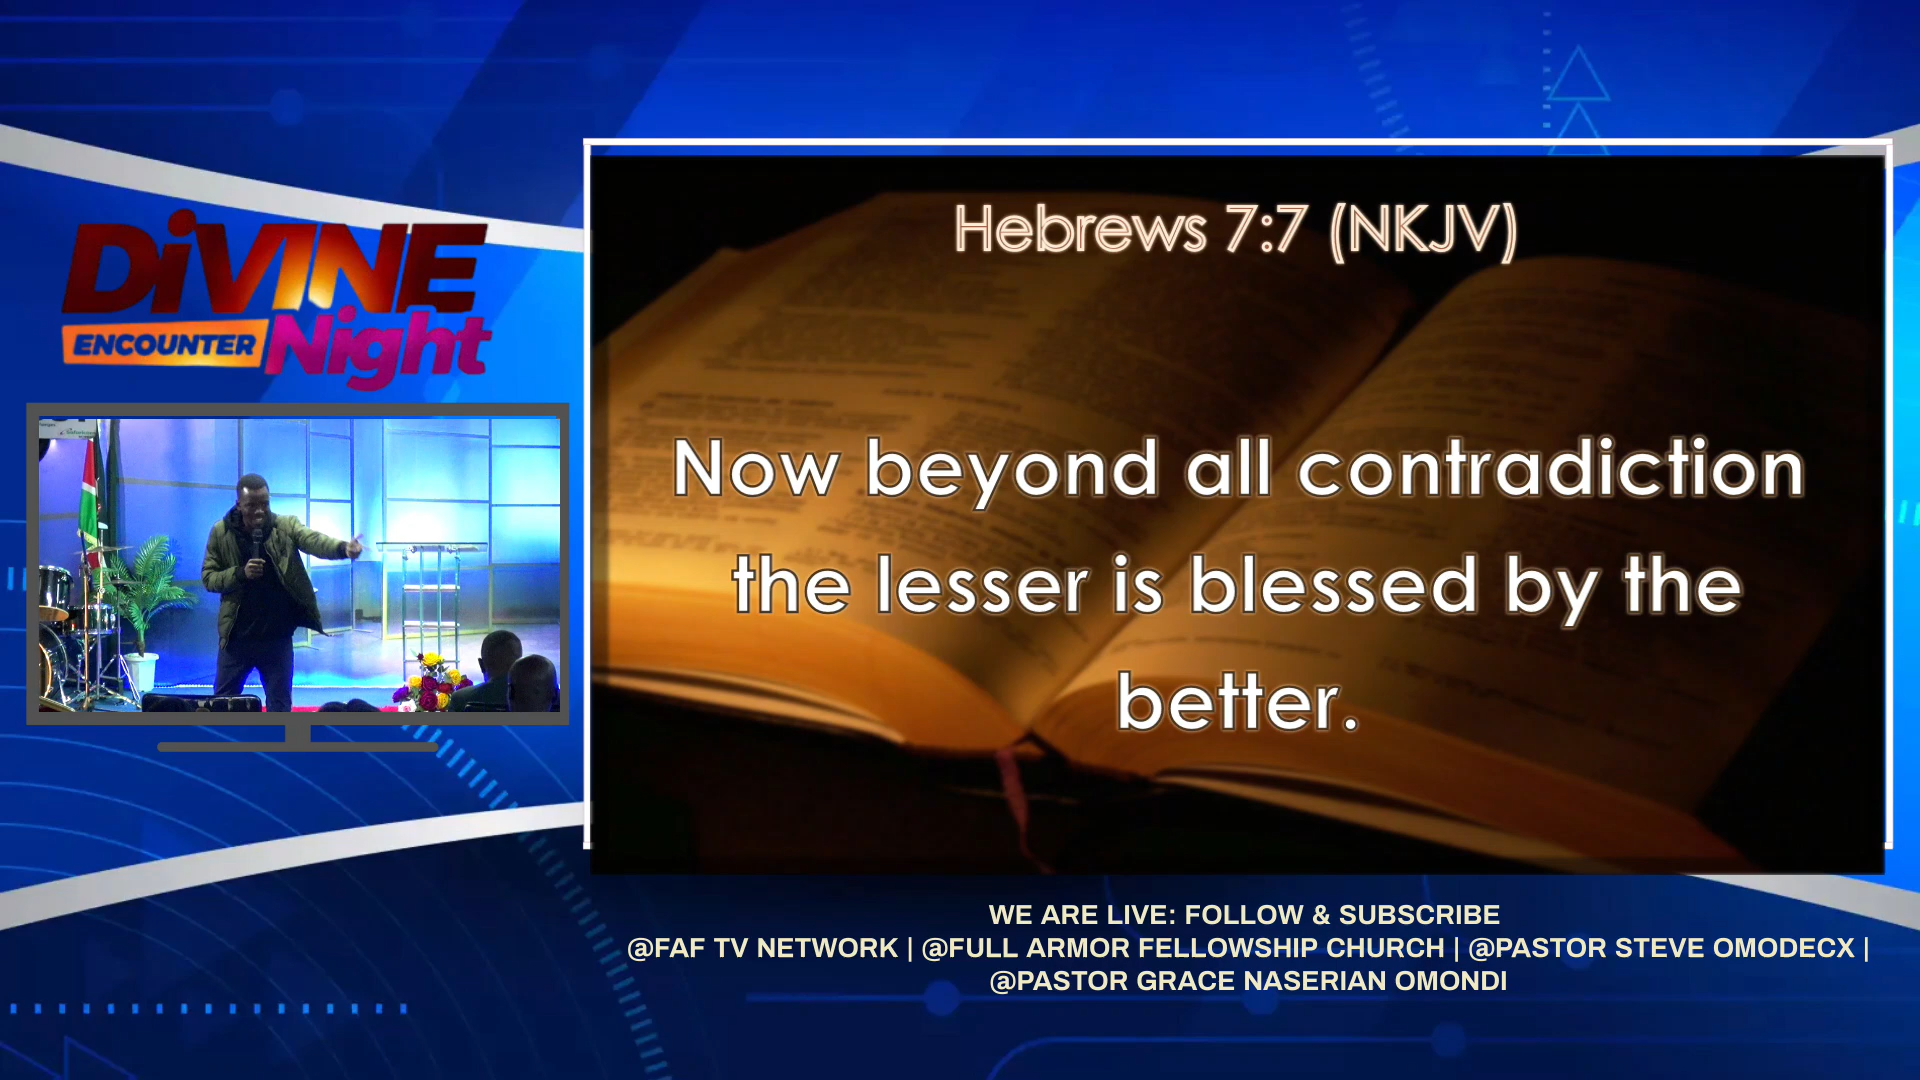 DiVINE
ENCOUNTER Night
Hebrews 7:7 (NKJV)
Now beyond all contradiction
the lesser is blessed by the
better.
WE ARE LIVE: FOLLOW & SUBSCRIBE
@FAF TV NETWORK | @FULL ARMOR FELLOWSHIP CHURCH | @PASTOR STEVE OMODECX |
@PASTOR GRACE NASERIAN OMONDI